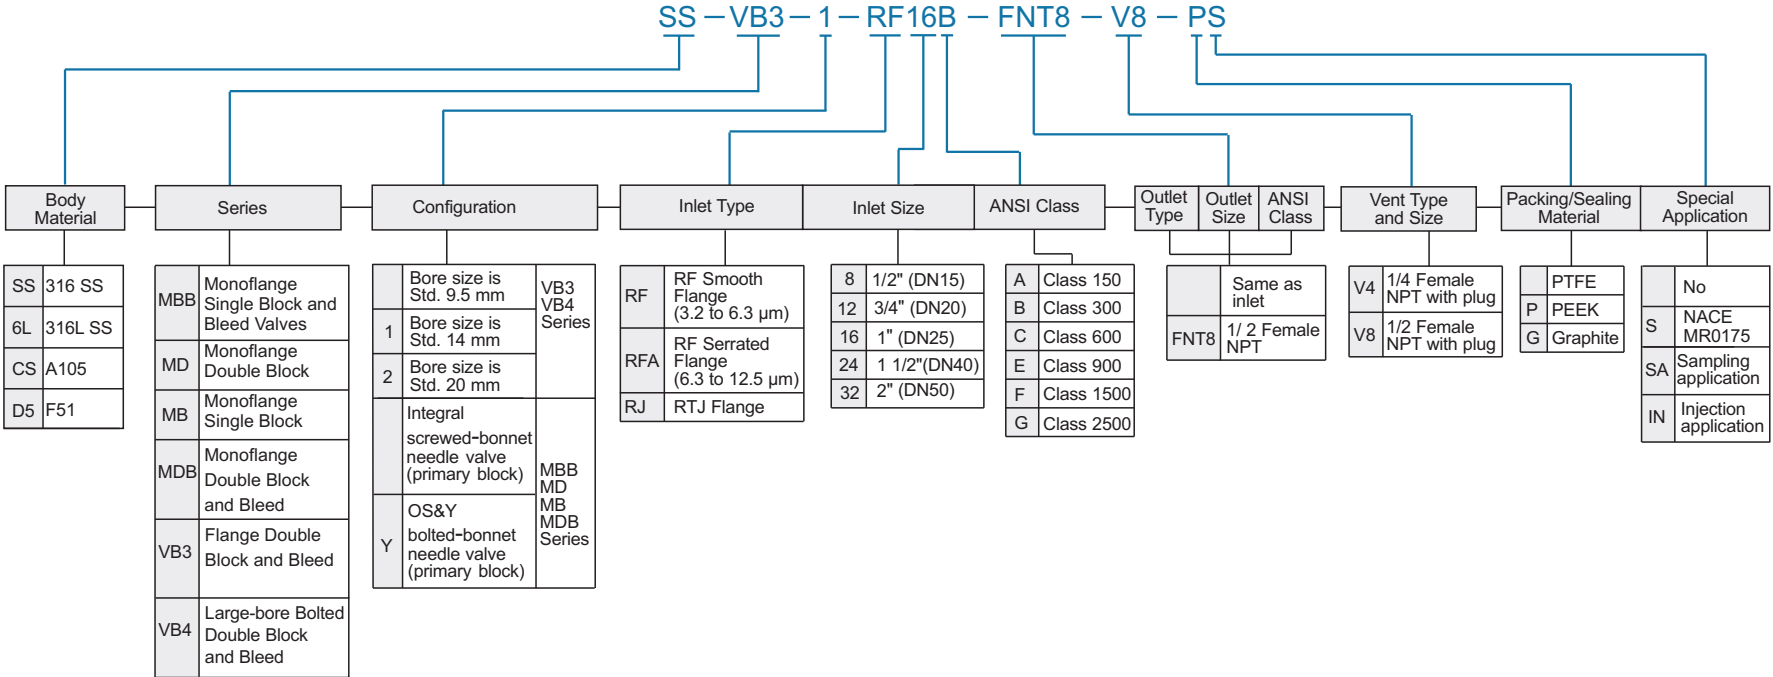 SS – VB3 – 1 – RF16B – FNT8 – V8 – PS
Body
Material
Series
Configuration
Inlet Type
Inlet Size
ANSI Class
Outlet
Type
Outlet
Size
ANSI
Class
Vent Type
and Size
Packing/Sealing
Material
Special
Application
SS 316 SS
6L 316L SS
CS A105
D5 F51
MBB Monoflange
Single Block and
Bleed Valves
MD Monoflange
Double Block
MB Monoflange
Single Block
MDB Monoflange
Double Block
and Bleed
VB3 Flange Double
Block and Bleed
VB4 Large-bore Bolted
Double Block
and Bleed
Bore size is
Std. 9.5 mm
1 Bore size is
Std. 14 mm
2 Bore size is
Std. 20 mm
VB3
VB4
Series
Integral
screwed-bonnet
needle valve
(primary block)
Y OS&Y
bolted-bonnet
needle valve
(primary block)
MBB
MD
MB
MDB
Series
RF RF Smooth
Flange
(3.2 to 6.3 μm)
RFA RF Serrated
Flange
(6.3 to 12.5 μm)
RJ RTJ Flange
8 1/2" (DN15)
12 3/4" (DN20)
16 1" (DN25)
24 1 1/2"(DN40)
32 2" (DN50)
A Class 150
B Class 300
C Class 600
E Class 900
F Class 1500
G Class 2500
Same as
inlet
FNT8 1/ 2 Female
NPT
V4 1/4 Female
NPT with plug
V8 1/2 Female
NPT with plug
PTFE
P PEEK
G Graphite
No
S NACE
MR0175
SA Sampling
application
IN Injection
application